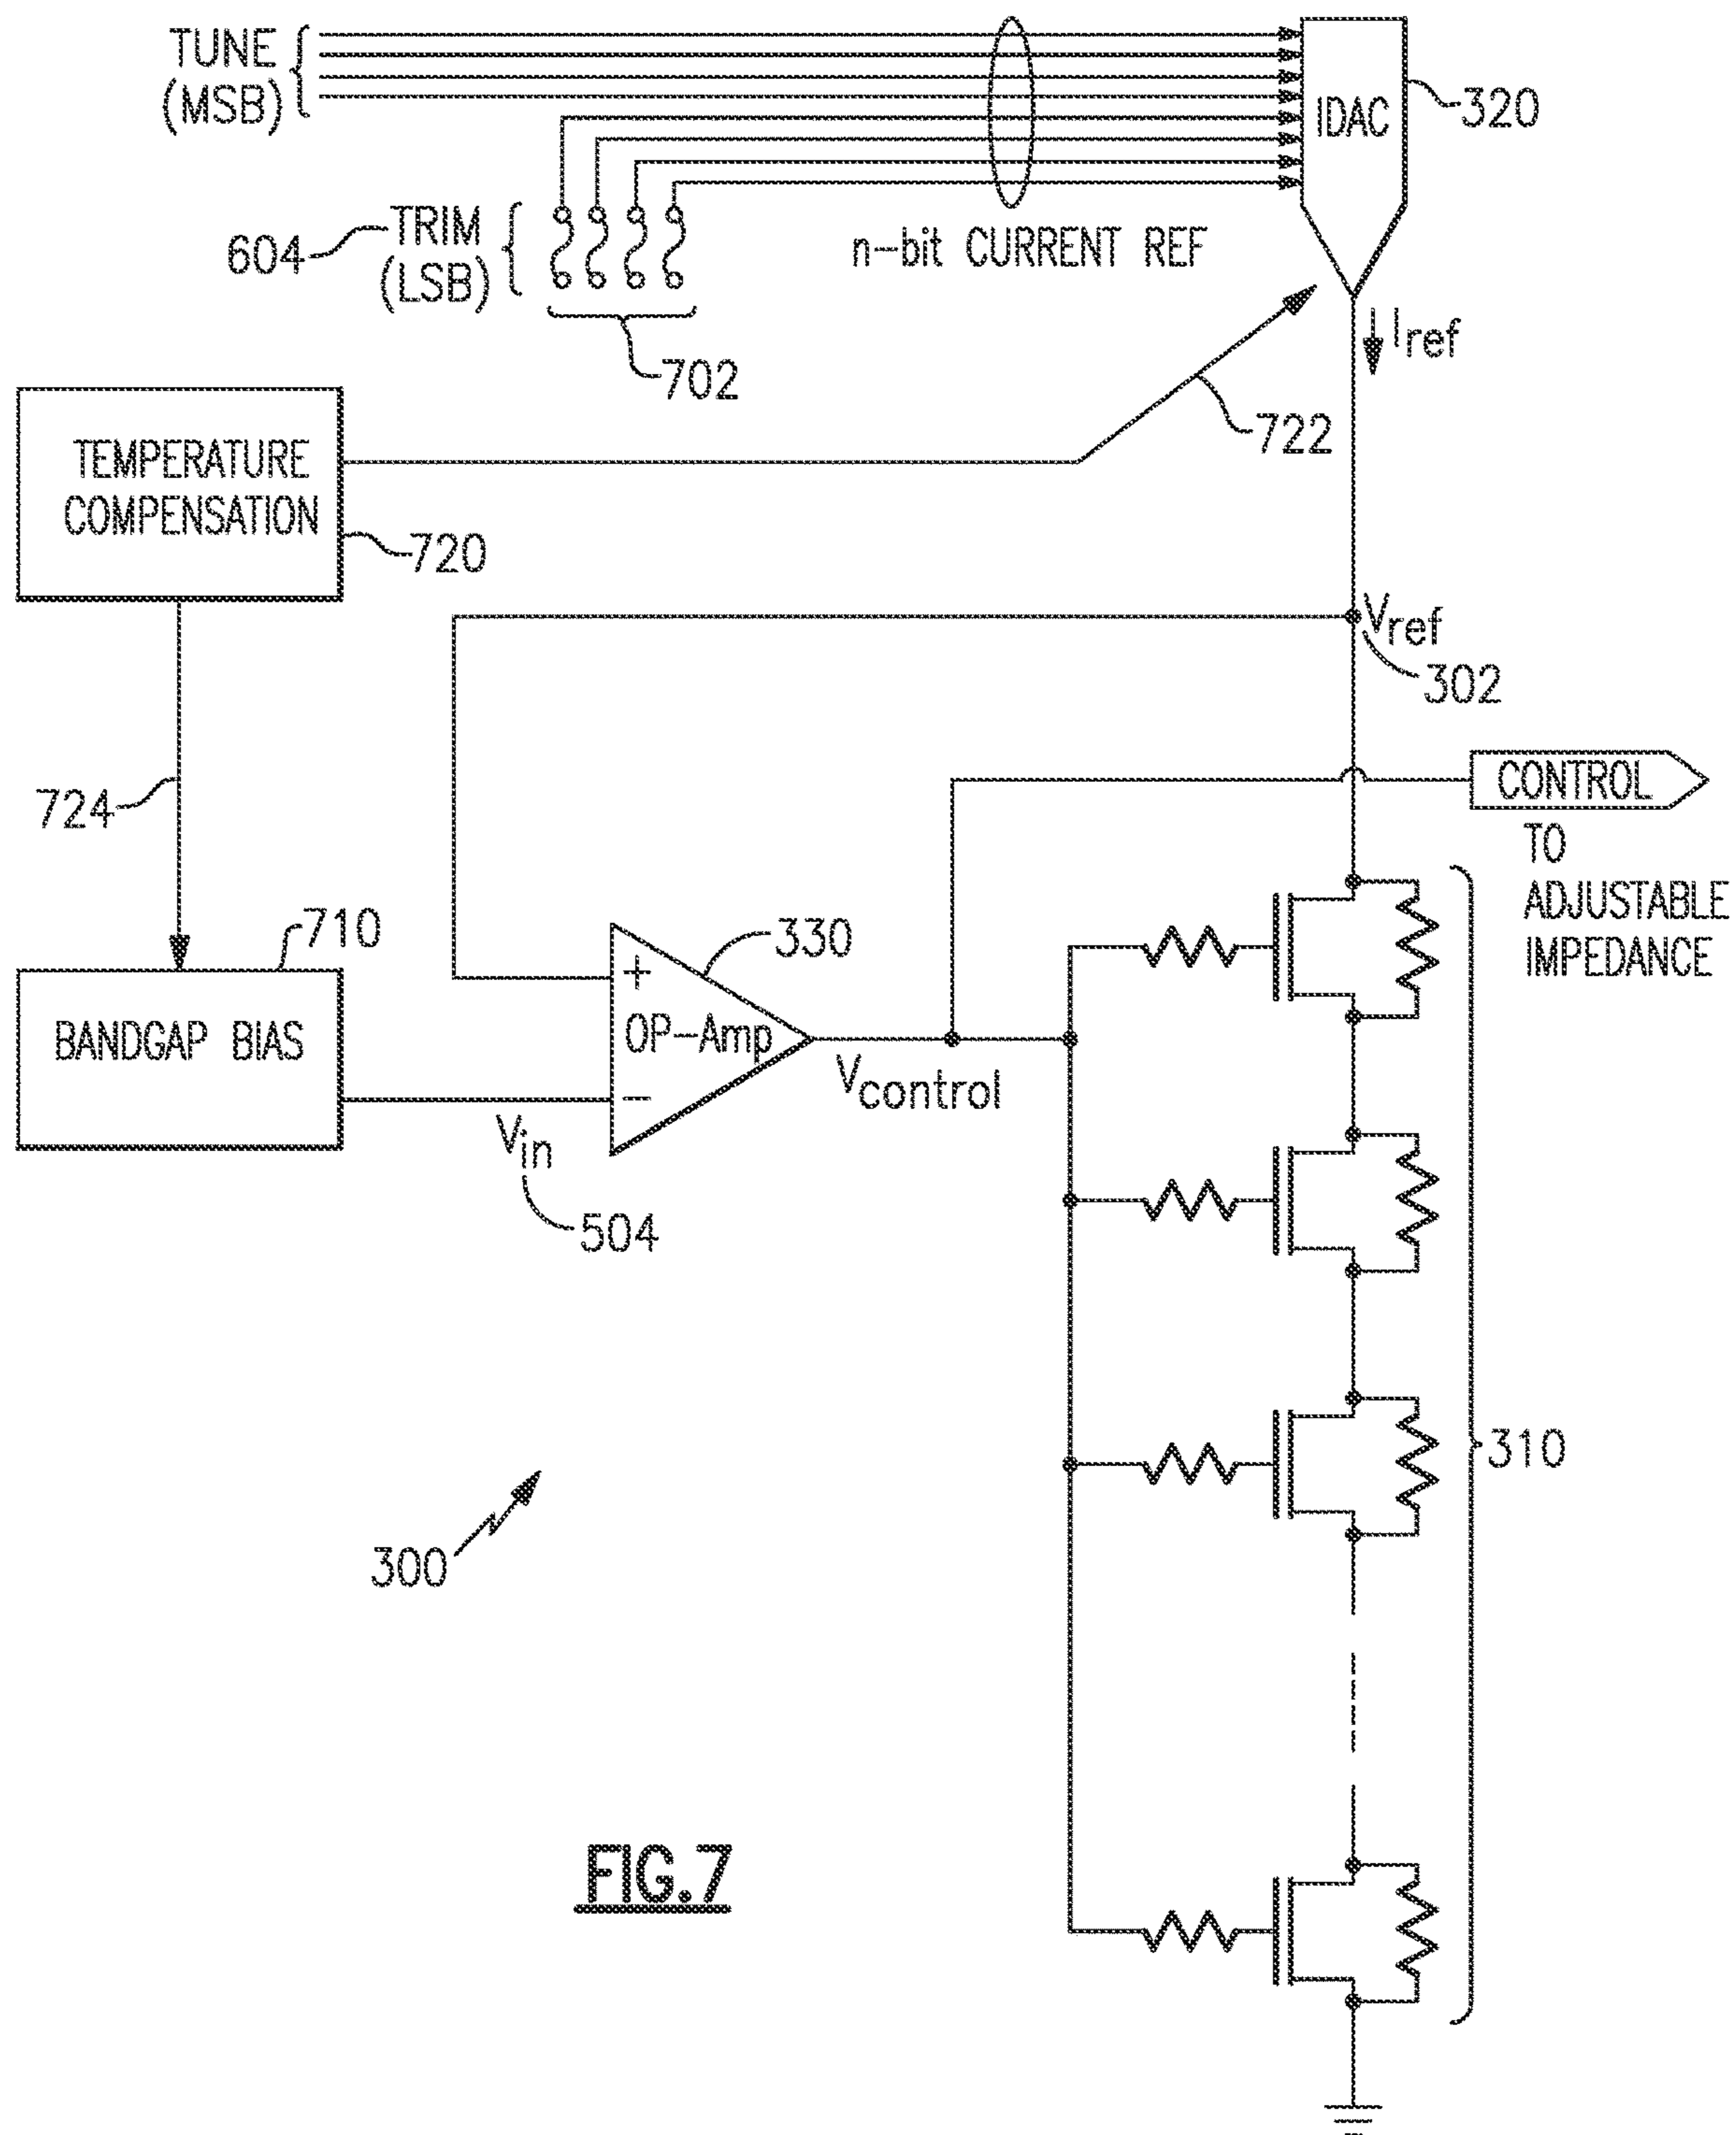 TUNE
(MSB)
IDAC
320
604
TRIM
(LSB)
n-bit CURRENT REF
702
Iref
722
TEMPERATURE
COMPENSATION
720
Vref
302
724
CONTROL
TO
ADJUSTABLE
IMPEDANCE
710
330
+
OP-Amp
−
BANDGAP BIAS
Vcontrol
Vin
504
310
300
FIG.7